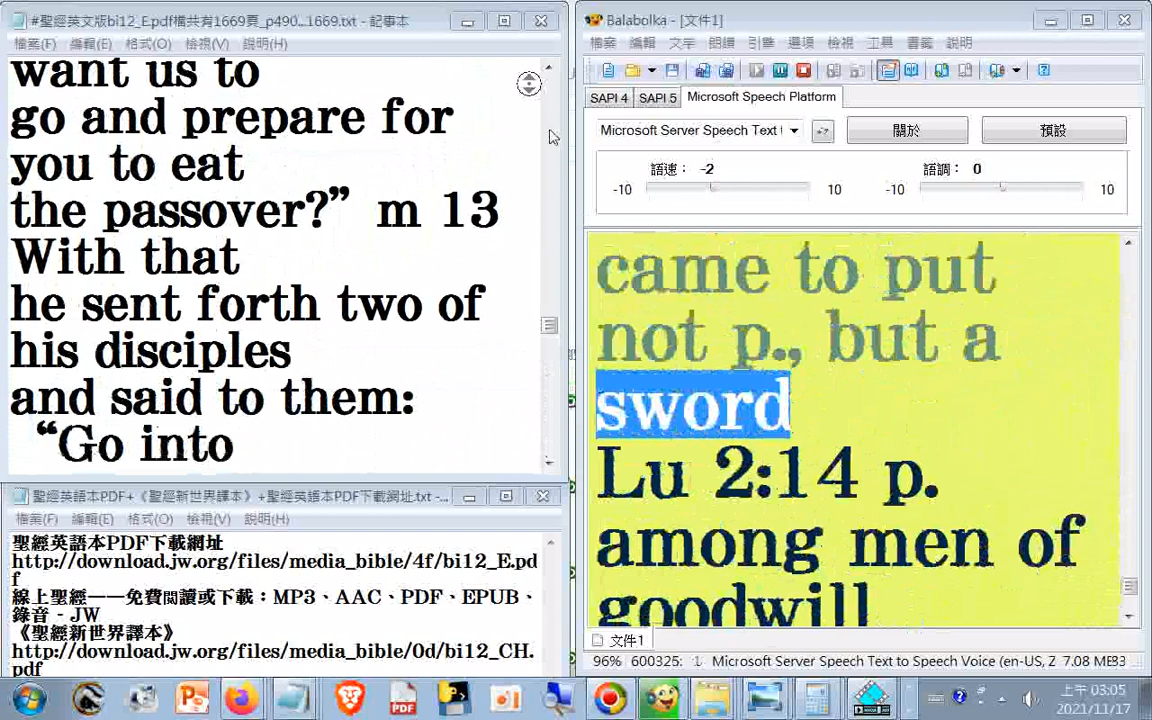 #聖經英文版bi12_E.pdf檔共有1669頁_p490...1669.txt - 記事本
檔案(F) 編輯(E) 格式(O) 檢視(V) 說明(H)
want us to
go and prepare for
you to eat
the passover?” m 13
With that
he sent forth two of
his disciples
and said to them:
“Go into
聖經英語本PDF+《聖經新世界譯本》+聖經英語本PDF下載網址.txt -...
檔案(F) 編輯(E) 格式(O) 檢視(V) 說明(H)
聖經英語本PDF下載網址
http://download.jw.org/files/media_bible/4f/bi12_E.pd
f
線上聖經——免費閱讀或下載：MP3、AAC、PDF、EPUB、
錄音 - JW
《聖經新世界譯本》
http://download.jw.org/files/media_bible/0d/bi12_CH.
pdf
Balabolka - [文件1]
檔案 編輯 文字 朗讀 引擎 選項 檢視 工具 書籤 說明
SAPI 4 SAPI 5 Microsoft Speech Platform
Microsoft Server Speech Text t 關於 預設
語速： -2 語調： 0
-10 10 -10 10
came to put
not p., but a
sword
Lu 2:14 p.
among men of
goodwill
文件1
96% 600325: Microsoft Server Speech Text to Speech Voice (en-US, Z 7.08 MB
上午 03:05
2021/11/17